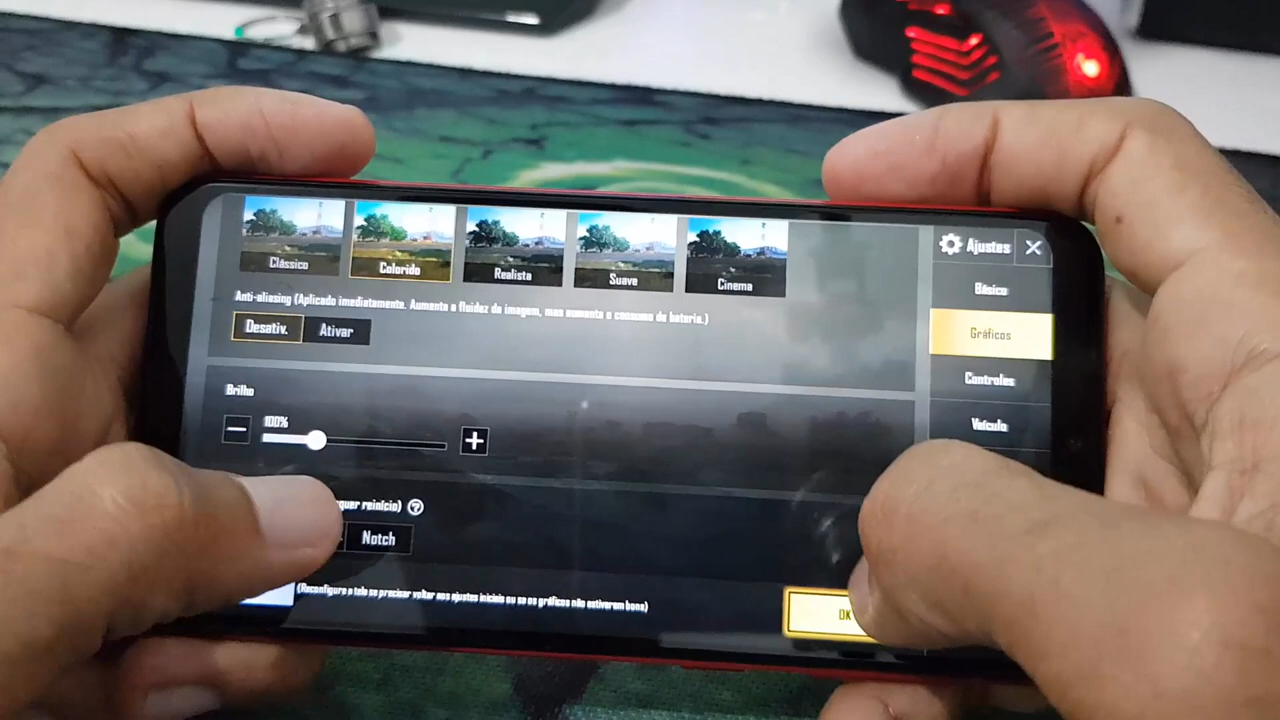 Clássico
Colorido
Realista
Suave
Cinema
Anti-aliasing (Aplicado imediatamente. Aumenta a fluidez da imagem, mas aumenta o consumo da bateria.)
Desativ. Ativar
Brilho
100%
quer reinício) ?
Notch
(Reconfigure a tela se precisar voltar aos ajustes iniciais ou se os gráficos não estiverem bons)
OK
Ajustes
Básico
Gráficos
Controles
Veículo